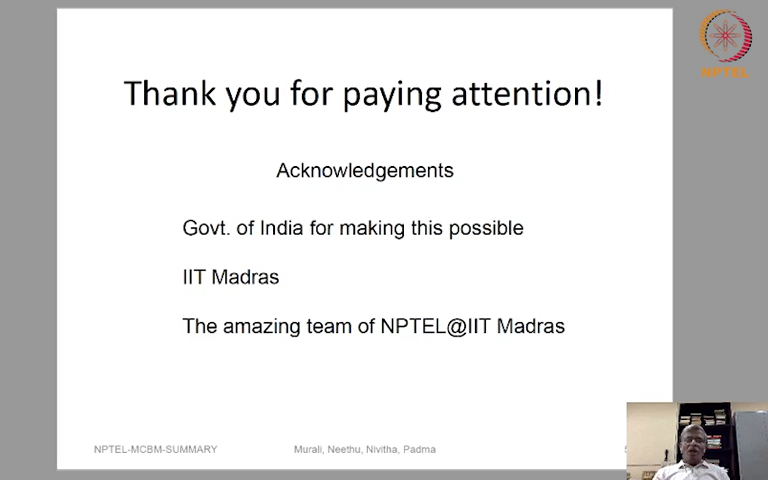 NPTEL
Thank you for paying attention!
Acknowledgements
Govt. of India for making this possible
IIT Madras
The amazing team of NPTEL@IIT Madras
NPTEL-MCBM-SUMMARY
Murali, Neethu, Nivitha, Padma